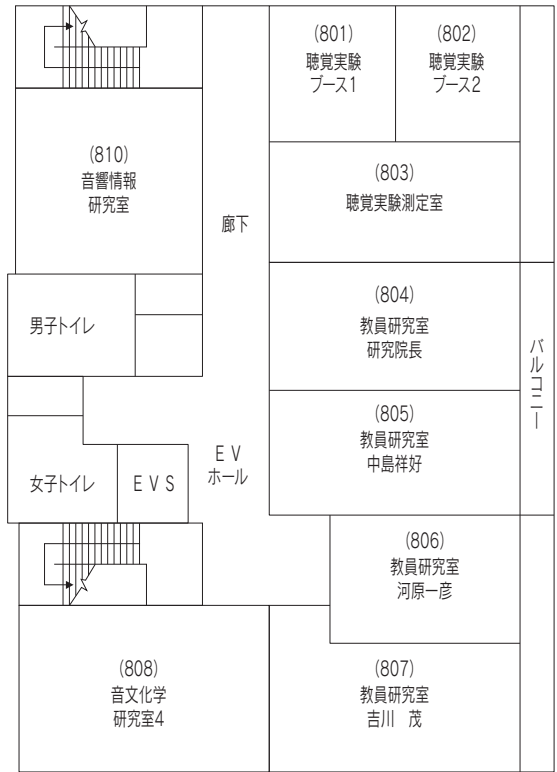 (801)
聴覚実験
ブース1
(802)
聴覚実験
ブース2
(810)
音響情報
研究室
(803)
聴覚実験測定室
廊下
(804)
教員研究室
研究院長
男子トイレ
バルコニー
(805)
教員研究室
中島祥好
EV
ホール
女子トイレ
EVS
(806)
教員研究室
河原一彦
(808)
音文化学
研究室4
(807)
教員研究室
吉川 茂